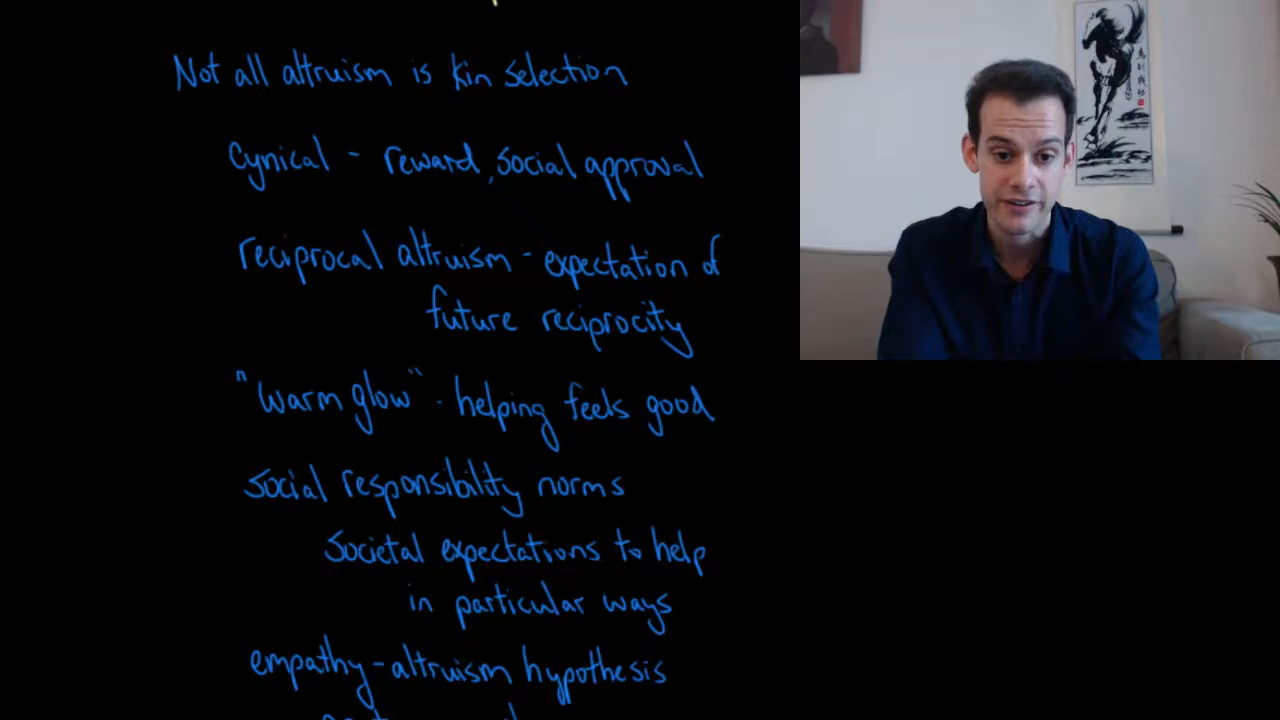 Not all altruism is kin selection
Cynical - reward, social approval
reciprocal altruism - expectation of
future reciprocity
"warm glow" - helping feels good
social responsibility norms
societal expectations to help
in particular ways
empathy-altruism hypothesis